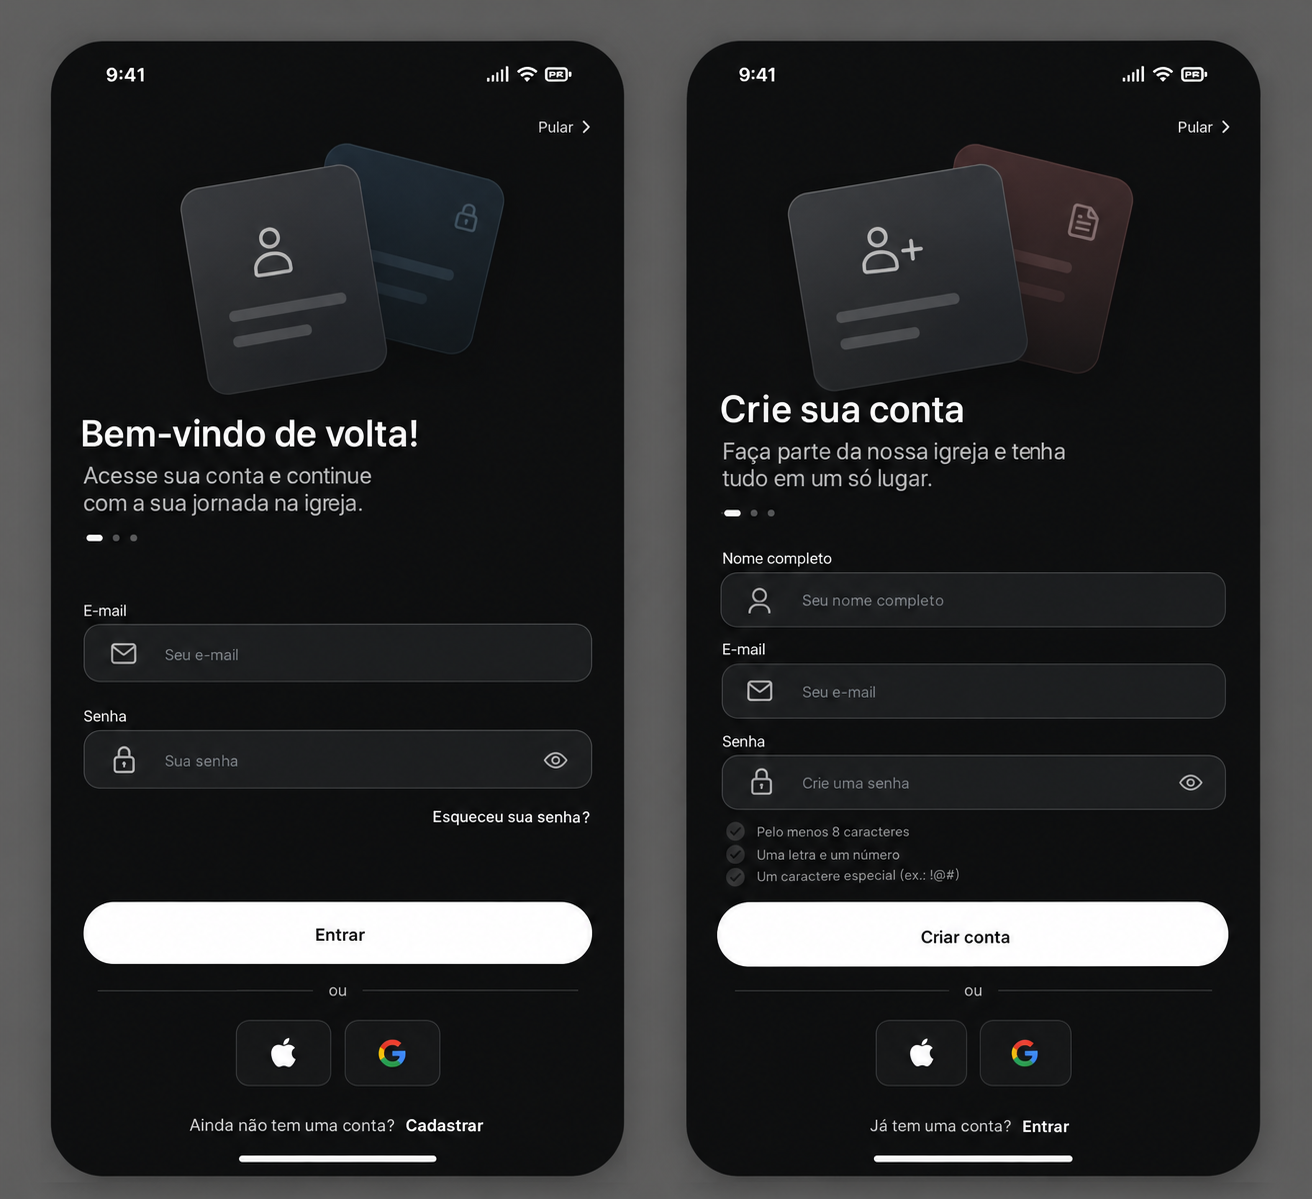 9:41
Pular
Bem-vindo de volta!
Acesse sua conta e continue
com a sua jornada na igreja.
E-mail
Seu e-mail
Senha
Sua senha
Esqueceu sua senha?
Entrar
ou
Ainda não tem uma conta? Cadastrar
9:41
Pular
Crie sua conta
Faça parte da nossa igreja e tenha
tudo em um só lugar.
Nome completo
Seu nome completo
E-mail
Seu e-mail
Senha
Crie uma senha
Pelo menos 8 caracteres
Uma letra e um número
Um caractere especial (ex.: !@#)
Criar conta
ou
Já tem uma conta? Entrar